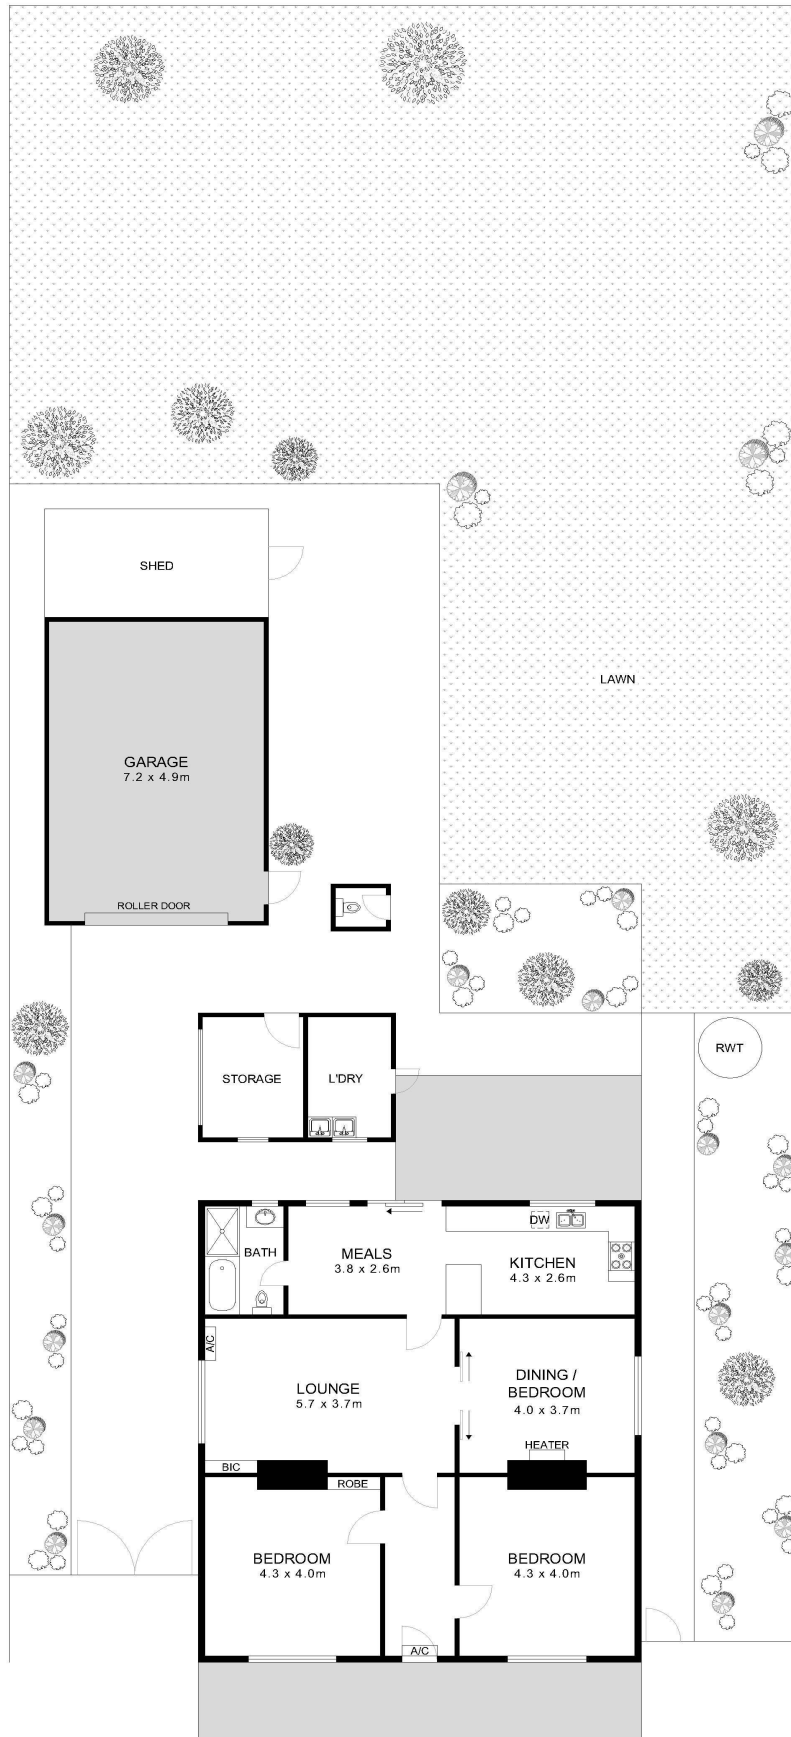 SHED
LAWN
GARAGE
7.2 x 4.9m
ROLLER DOOR
STORAGE
L'DRY
RWT
BATH
MEALS
3.8 x 2.6m
DW
KITCHEN
4.3 x 2.6m
A/C
LOUNGE
5.7 x 3.7m
DINING /
BEDROOM
4.0 x 3.7m
HEATER
BIC
ROBE
BEDROOM
4.3 x 4.0m
BEDROOM
4.3 x 4.0m
A/C